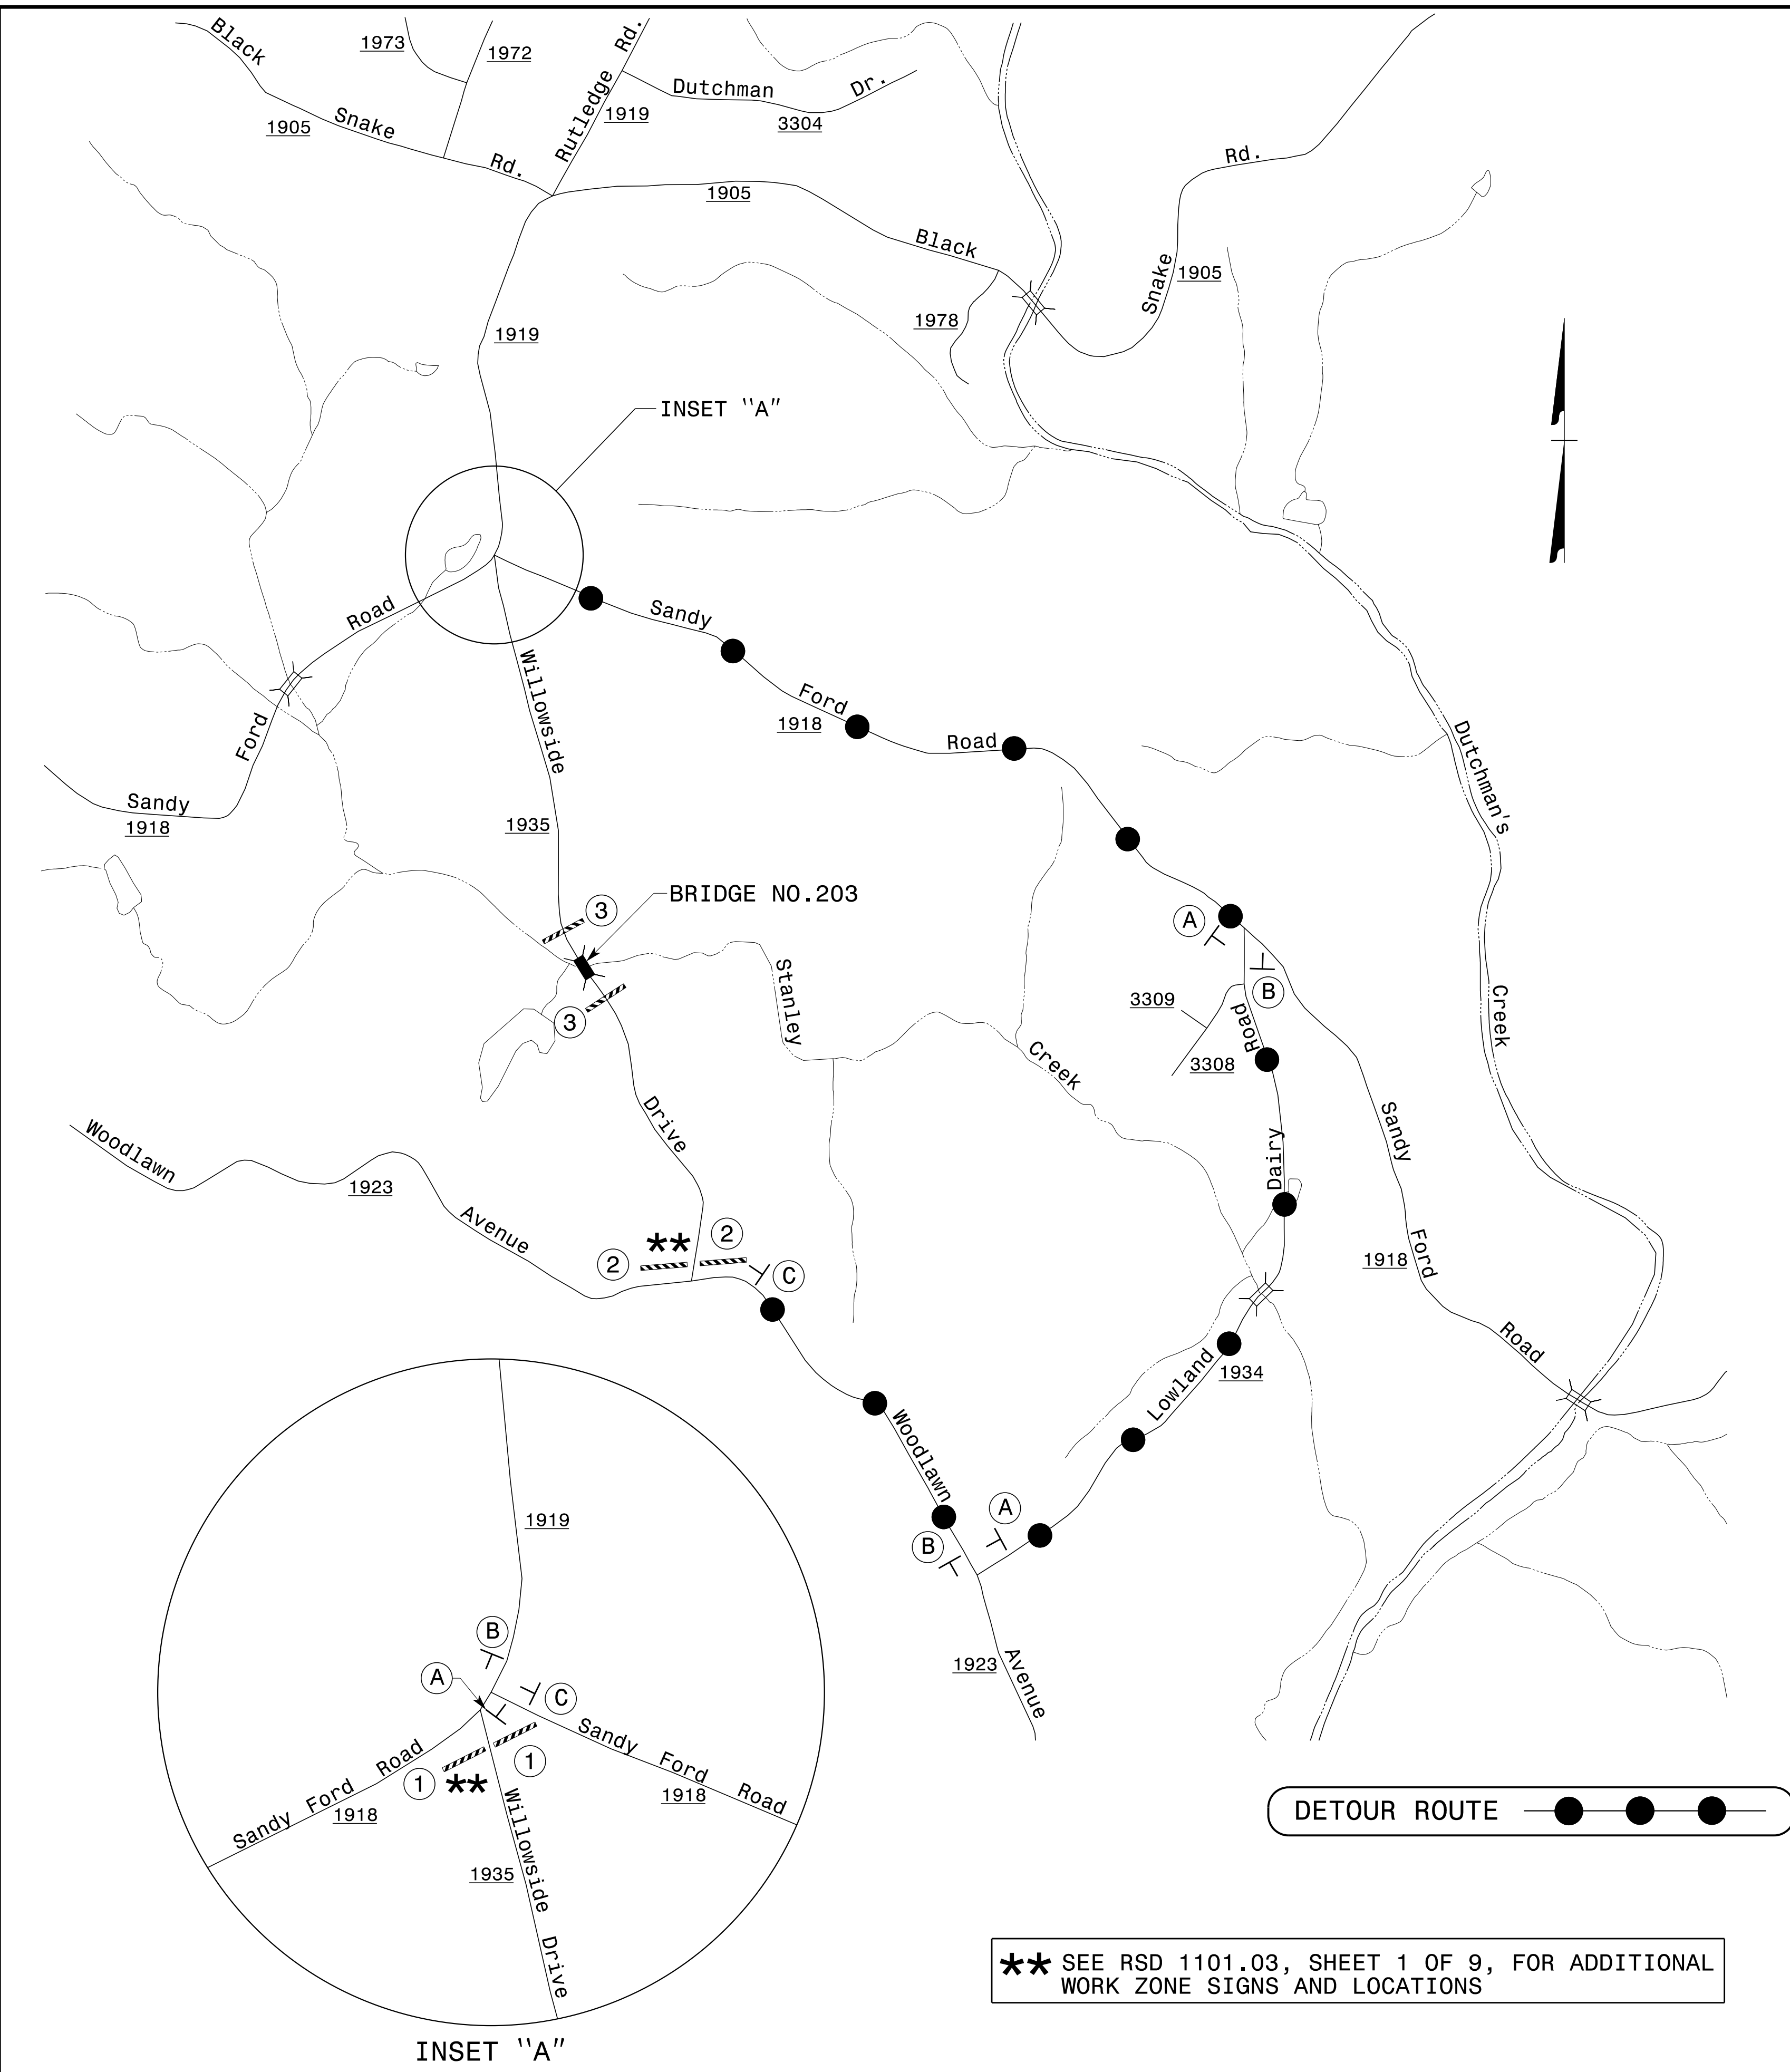 Black
Snake
Rd.
1905
1973
1972
Rutledge Rd.
1919
Dutchman Dr.
3304
1905
Black
Snake
Rd.
1905
1978
1919
INSET "A"
Sandy
Ford
Road
1918
Sandy
Ford
Road
1918
Willowside
1935
Drive
BRIDGE NO.203
3
3
Stanley
Creek
Dutchman's
Creek
A
B
3309
3308
Lowland
Dairy
Road
1934
Sandy
Ford
Road
1918
Woodlawn
Avenue
1923
2
**
2
C
Woodlawn
Avenue
1923
A
B
1919
B
A
C
1
**
1
Sandy Ford Road
1918
Sandy Ford Road
1918
Willowside Drive
1935
INSET "A"
DETOUR ROUTE
** SEE RSD 1101.03, SHEET 1 OF 9, FOR ADDITIONAL
WORK ZONE SIGNS AND LOCATIONS